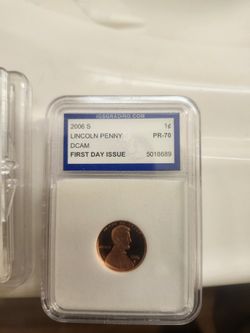 IGSGRADING.COM
2006 S 1¢
LINCOLN PENNY PR-70
DCAM
FIRST DAY ISSUE 5018689